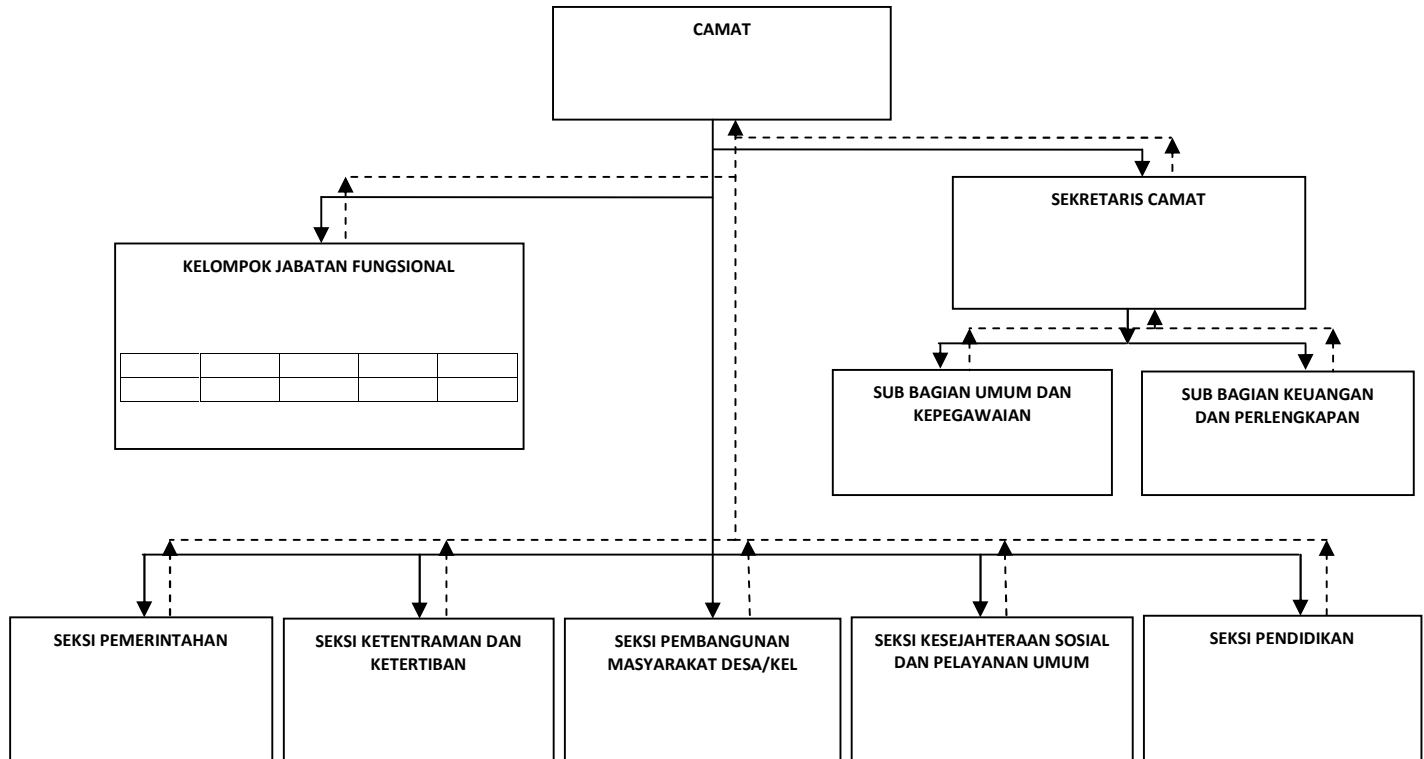 CAMAT
SEKRETARIS CAMAT
KELOMPOK JABATAN FUNGSIONAL
SUB BAGIAN UMUM DAN
KEPEGAWAIAN
SUB BAGIAN KEUANGAN
DAN PERLENGKAPAN
SEKSI PEMERINTAHAN
SEKSI KETENTRAMAN DAN
KETERTIBAN
SEKSI PEMBANGUNAN
MASYARAKAT DESA/KEL
SEKSI KESEJAHTERAAN SOSIAL
DAN PELAYANAN UMUM
SEKSI PENDIDIKAN